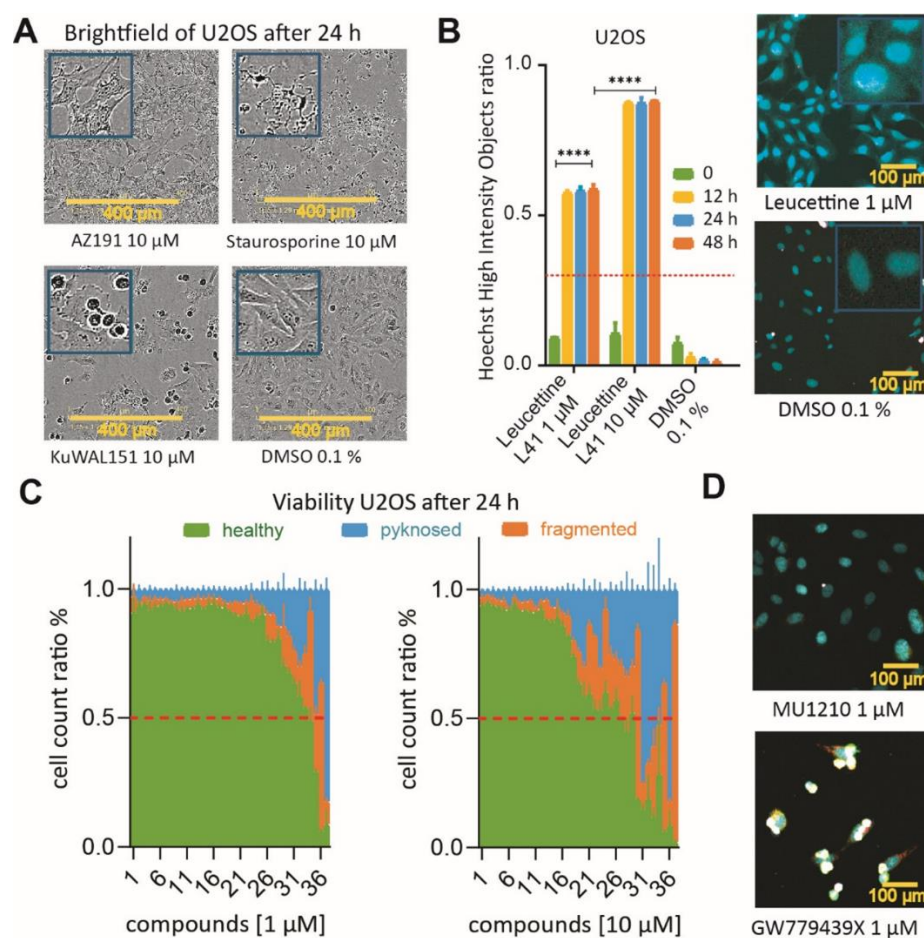 A
Brightfield of U2OS after 24 h
400 µm
400 µm
AZ191 10 µM
Staurosporine 10 µM
400 µm
400 µm
KuWAL151 10 µM
DMSO 0.1 %
B
U2OS
Hoechst High Intensity Objects ratio
1.0
0.5
0.0
****
****
0
12 h
24 h
48 h
Leucettine
L41 1 µM
Leucettine
L41 10 µM
DMSO
0.1 %
100 µm
Leucettine 1 µM
100 µm
DMSO 0.1 %
C
Viability U2OS after 24 h
healthy
pyknosed
fragmented
cell count ratio %
1.0
0.5
0.0
1 6 11 16 21 26 31 36
compounds [1 µM]
cell count ratio %
1.0
0.5
0.0
1 6 11 16 21 26 31 36
compounds [10 µM]
D
100 µm
MU1210 1 µM
100 µm
GW779439X 1 µM